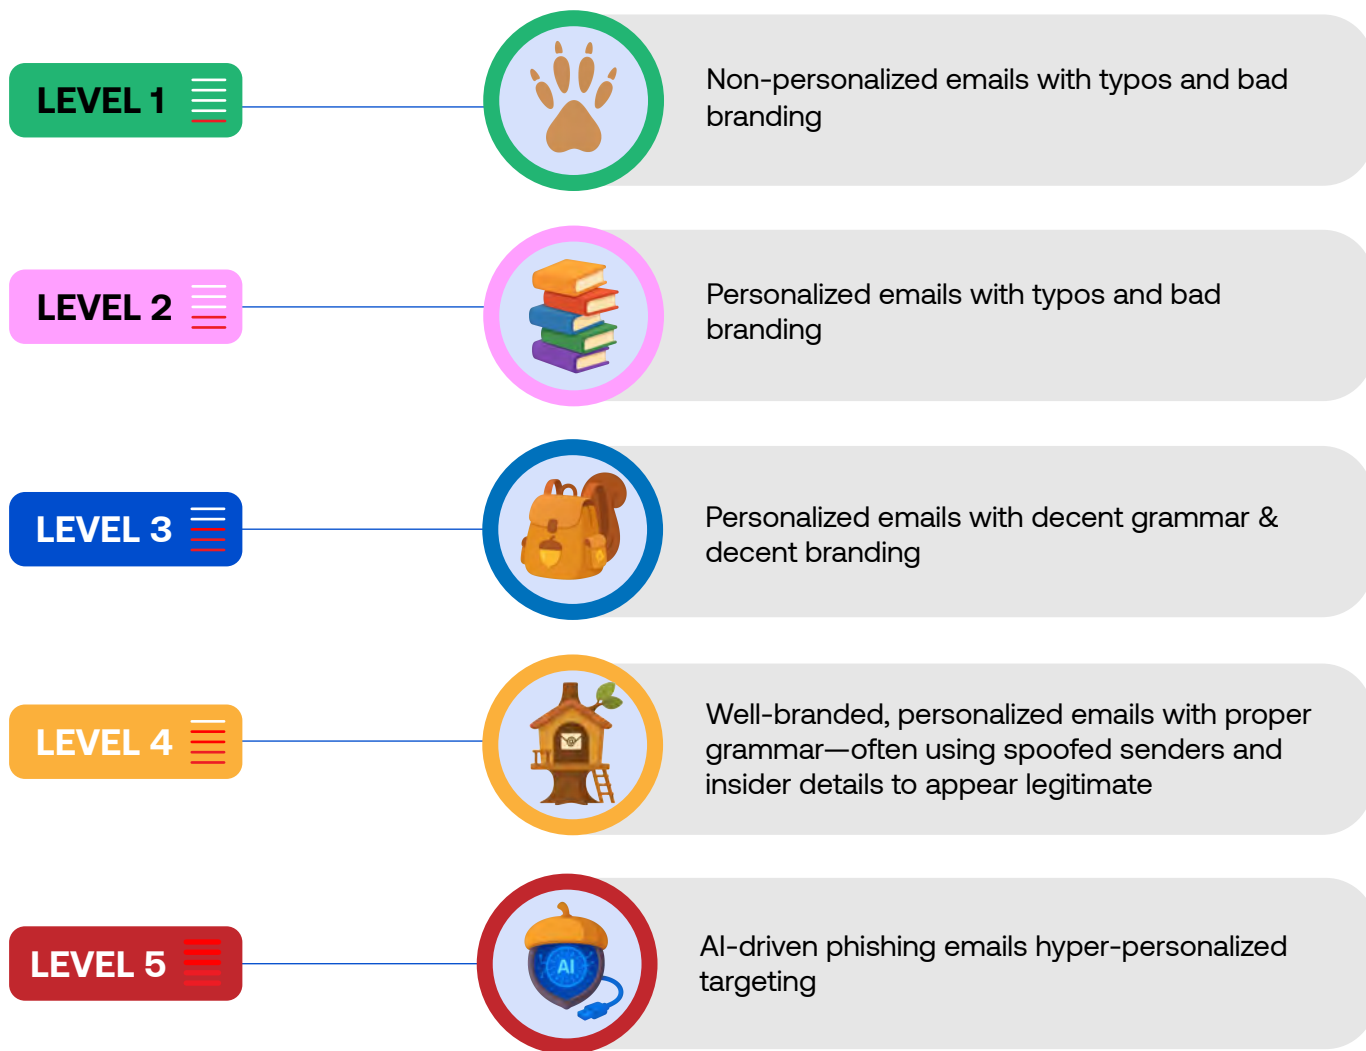 LEVEL 1
Non-personalized emails with typos and bad
branding
LEVEL 2
Personalized emails with typos and bad
branding
LEVEL 3
Personalized emails with decent grammar &
decent branding
LEVEL 4
@
Well-branded, personalized emails with proper
grammar—often using spoofed senders and
insider details to appear legitimate
LEVEL 5
AI
AI-driven phishing emails hyper-personalized
targeting